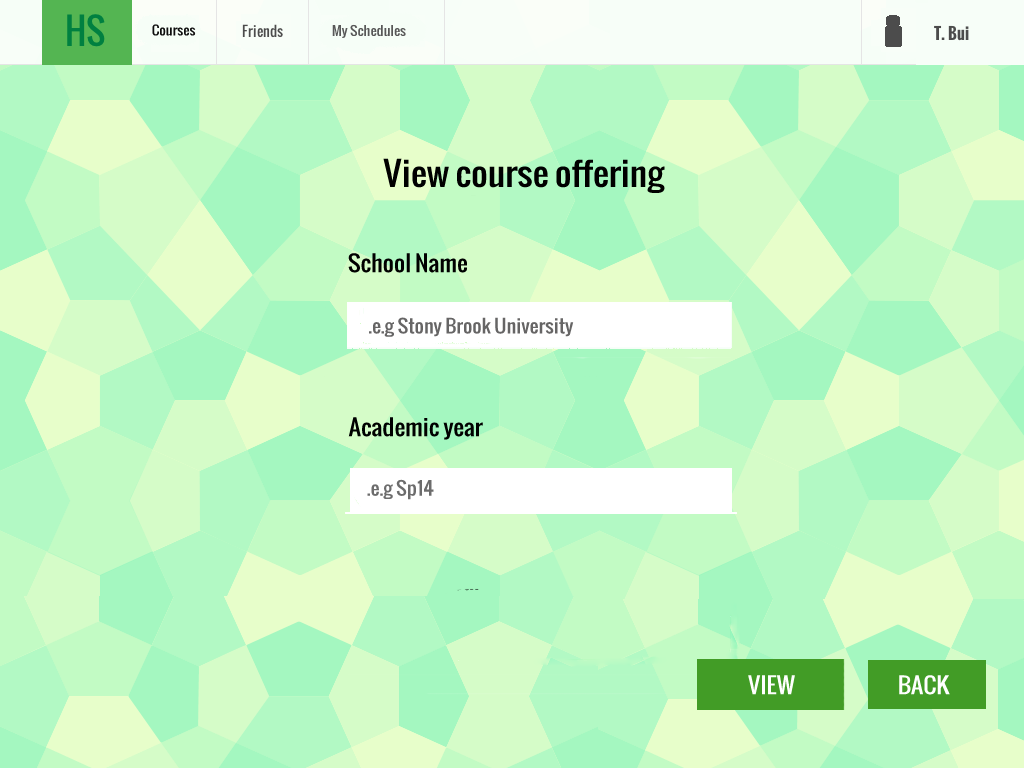 HS
Courses
Friends
My Schedules
T. Bui
View course offering
School Name
.e.g Stony Brook University
Academic year
.e.g Sp14
VIEW
BACK